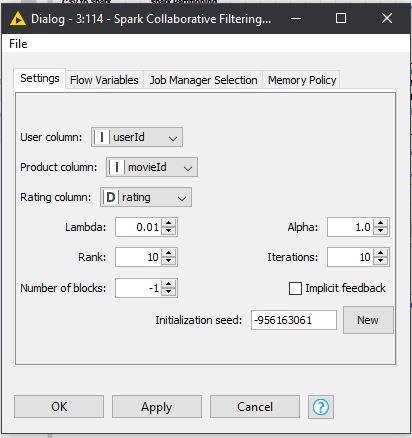 Dialog - 3:114 - Spark Collaborative Filtering...
File
Settings Flow Variables Job Manager Selection Memory Policy
User column: I userId
Product column: I movieId
Rating column: D rating
Lambda: 0.01 Alpha: 1.0
Rank: 10 Iterations: 10
Number of blocks: -1 Implicit feedback
Initialization seed: -956163061 New
OK Apply Cancel ?